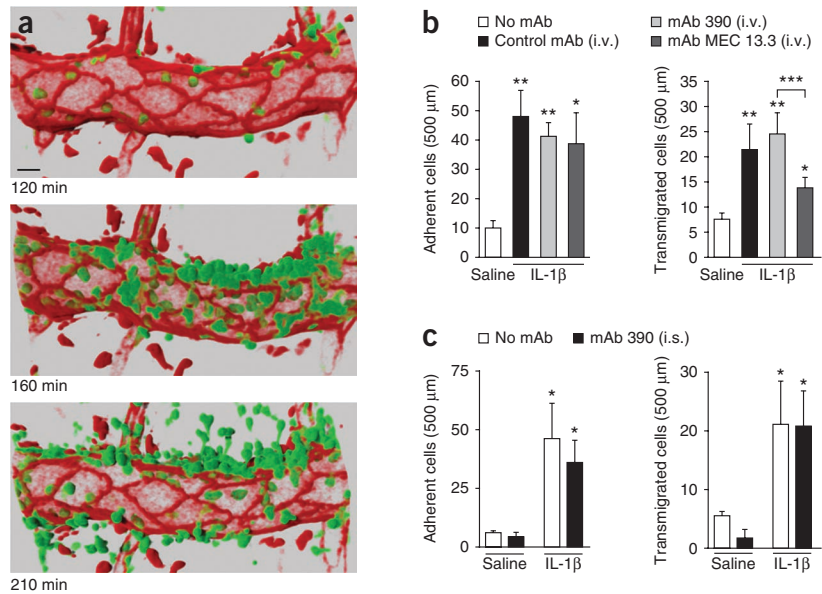 a
120 min
160 min
210 min
b
No mAb
mAb 390 (i.v.)
Control mAb (i.v.)
mAb MEC 13.3 (i.v.)
Adherent cells (500 μm)
60
50
40
30
20
10
0
**
**
*
Saline
IL-1β
Transmigrated cells (500 μm)
35
30
25
20
15
10
5
0
***
**
**
*
Saline
IL-1β
c
No mAb
mAb 390 (i.s.)
Adherent cells (500 μm)
75
50
25
0
*
*
Saline
IL-1β
Transmigrated cells (500 μm)
30
20
10
0
*
*
Saline
IL-1β